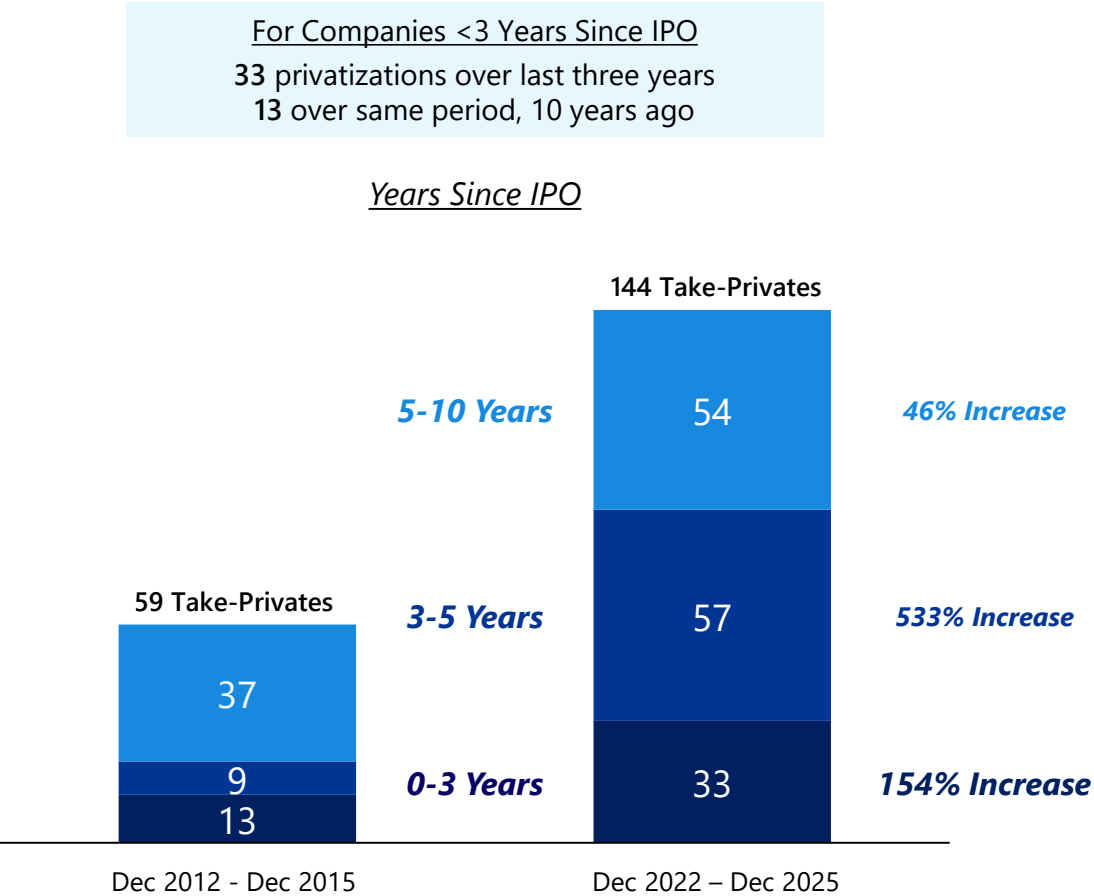 For Companies <3 Years Since IPO
33 privatizations over last three years
13 over same period, 10 years ago
Years Since IPO
144 Take-Privates
5-10 Years
54
46% Increase
59 Take-Privates
3-5 Years
57
533% Increase
37
9
0-3 Years
33
154% Increase
13
Dec 2012 - Dec 2015
Dec 2022 – Dec 2025